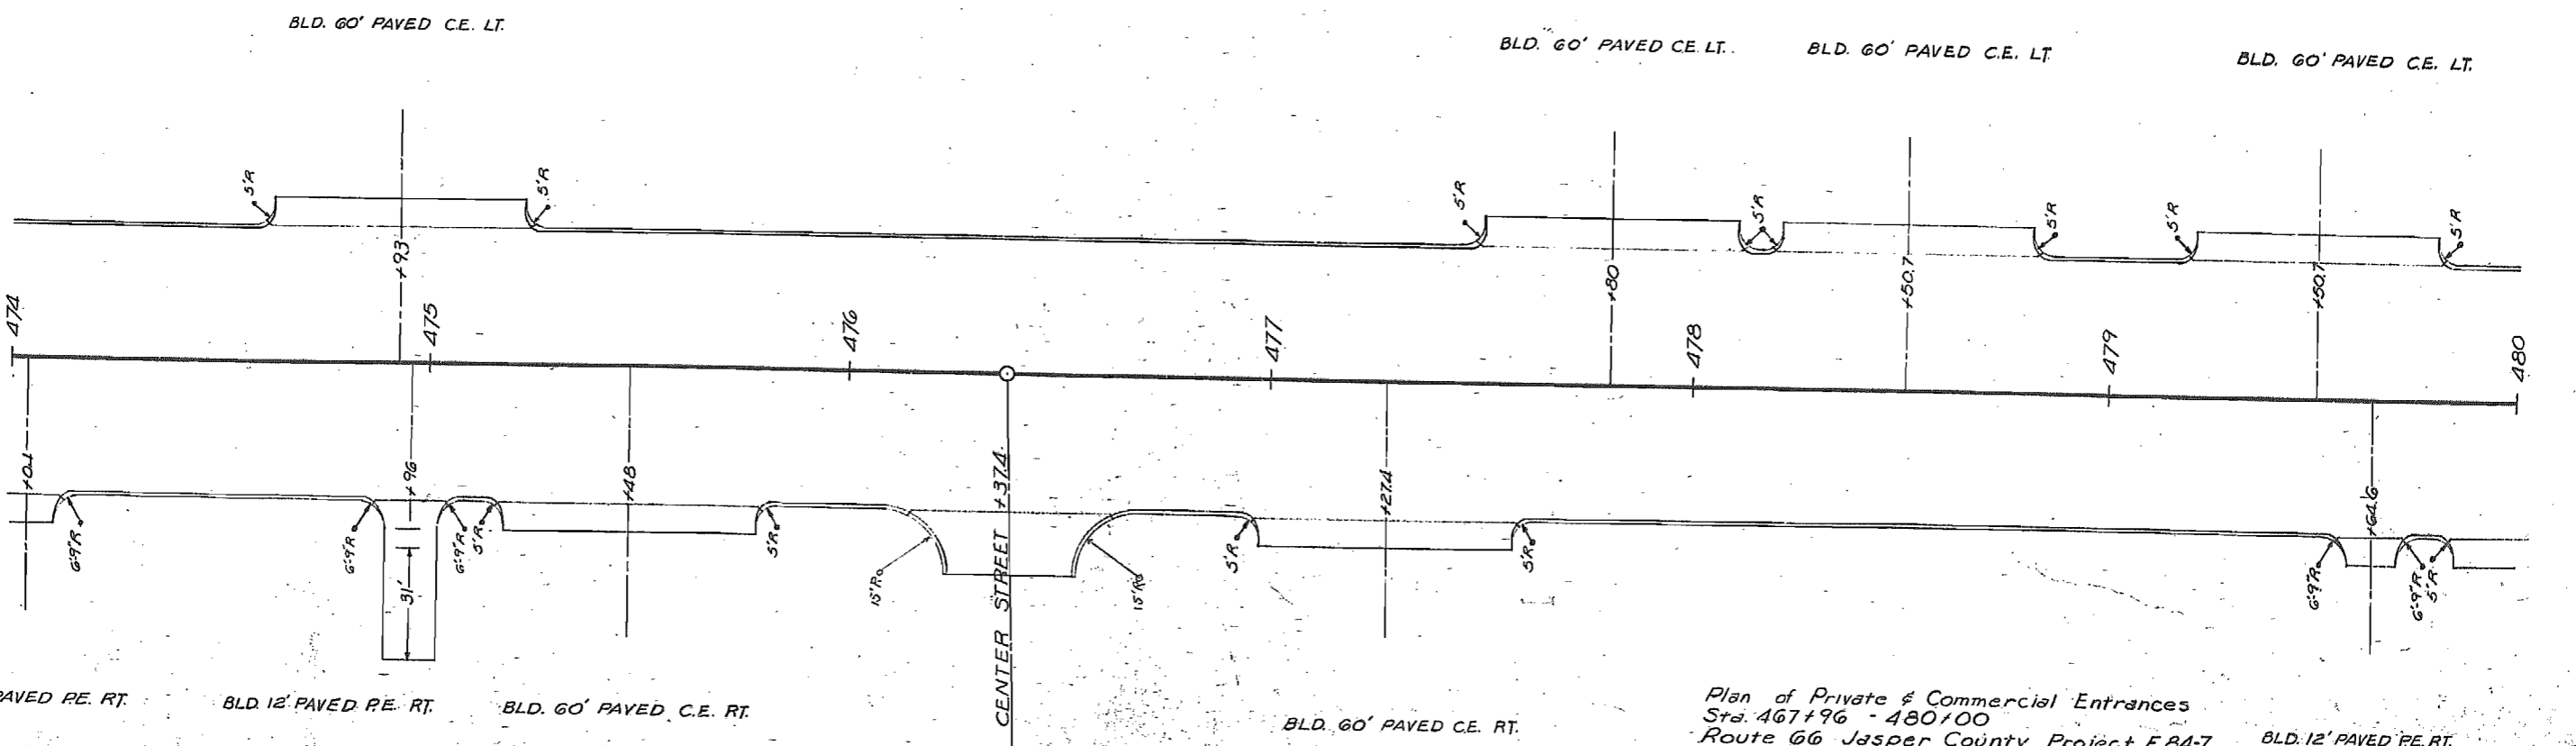 BLD. 60' PAVED C.E. LT.
BLD. 60' PAVED C.E. LT.
BLD. 60' PAVED C.E. LT.
BLD. 60' PAVED C.E. LT.
5'R
5'R
5'R
5'R
5'R
5'R
5'R
+93
+80
+50.7
+50.7
474
475
476
477
478
479
480
+0.1
+96
+48
CENTER STREET +37.4
+27.4
+64.6
6'-9"R
6'-9"R
6'-9"R
5'R
5'R
15'R
15'R
5'R
5'R
6'-9"R
6'-9"R
5'R
31'
PAVED P.E. RT.
BLD. 12' PAVED P.E. RT.
BLD. 60' PAVED C.E. RT.
BLD. 60' PAVED C.E. RT.
Plan of Private & Commercial Entrances
Sta. 467+96 - 480+00
Route 66 Jasper County Project F.BA-7
BLD. 12' PAVED P.E. RT.